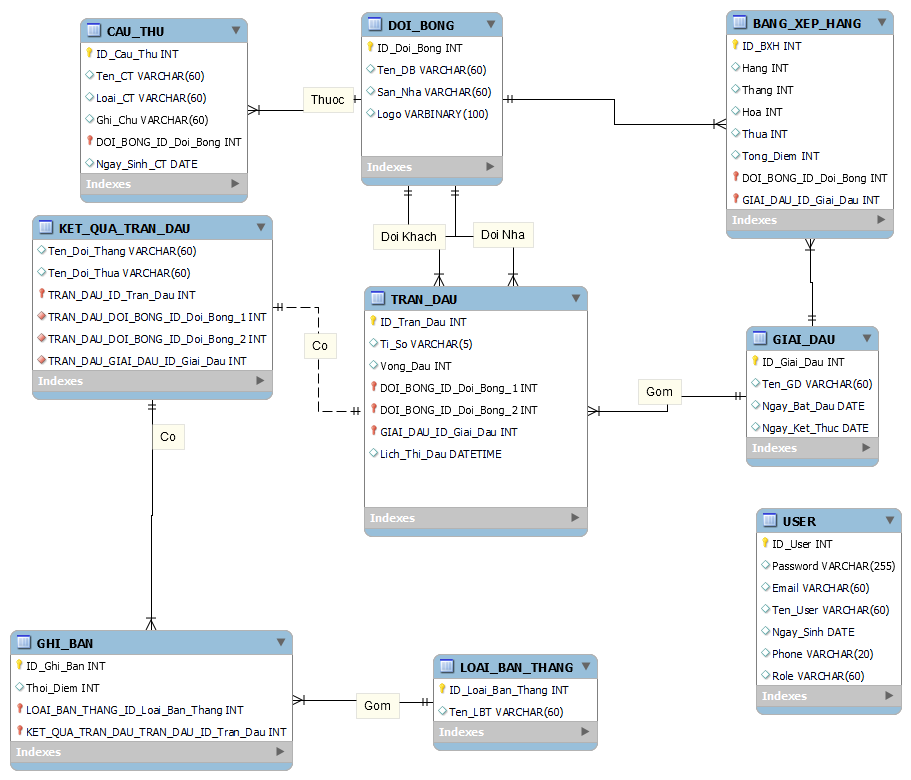 CAU_THU
ID_Cau_Thu INT
Ten_CT VARCHAR(60)
Loai_CT VARCHAR(60)
Ghi_Chu VARCHAR(60)
DOI_BONG_ID_Doi_Bong INT
Ngay_Sinh_CT DATE
Indexes
Thuoc
DOI_BONG
ID_Doi_Bong INT
Ten_DB VARCHAR(60)
San_Nha VARCHAR(60)
Logo VARBINARY(100)
Indexes
BANG_XEP_HANG
ID_BXH INT
Hang INT
Thang INT
Hoa INT
Thua INT
Tong_Diem INT
DOI_BONG_ID_Doi_Bong INT
GIAI_DAU_ID_Giai_Dau INT
Indexes
Doi Khach
Doi Nha
KET_QUA_TRAN_DAU
Ten_Doi_Thang VARCHAR(60)
Ten_Doi_Thua VARCHAR(60)
TRAN_DAU_ID_Tran_Dau INT
TRAN_DAU_DOI_BONG_ID_Doi_Bong_1 INT
TRAN_DAU_DOI_BONG_ID_Doi_Bong_2 INT
TRAN_DAU_GIAI_DAU_ID_Giai_Dau INT
Indexes
Co
TRAN_DAU
ID_Tran_Dau INT
Ti_So VARCHAR(5)
Vong_Dau INT
DOI_BONG_ID_Doi_Bong_1 INT
DOI_BONG_ID_Doi_Bong_2 INT
GIAI_DAU_ID_Giai_Dau INT
Lich_Thi_Dau DATETIME
Indexes
Gom
GIAI_DAU
ID_Giai_Dau INT
Ten_GD VARCHAR(60)
Ngay_Bat_Dau DATE
Ngay_Ket_Thuc DATE
Indexes
Co
USER
ID_User INT
Password VARCHAR(255)
Email VARCHAR(60)
Ten_User VARCHAR(60)
Ngay_Sinh DATE
Phone VARCHAR(20)
Role VARCHAR(60)
Indexes
GHI_BAN
ID_Ghi_Ban INT
Thoi_Diem INT
LOAI_BAN_THANG_ID_Loai_Ban_Thang INT
KET_QUA_TRAN_DAU_TRAN_DAU_ID_Tran_Dau INT
Indexes
Gom
LOAI_BAN_THANG
ID_Loai_Ban_Thang INT
Ten_LBT VARCHAR(60)
Indexes